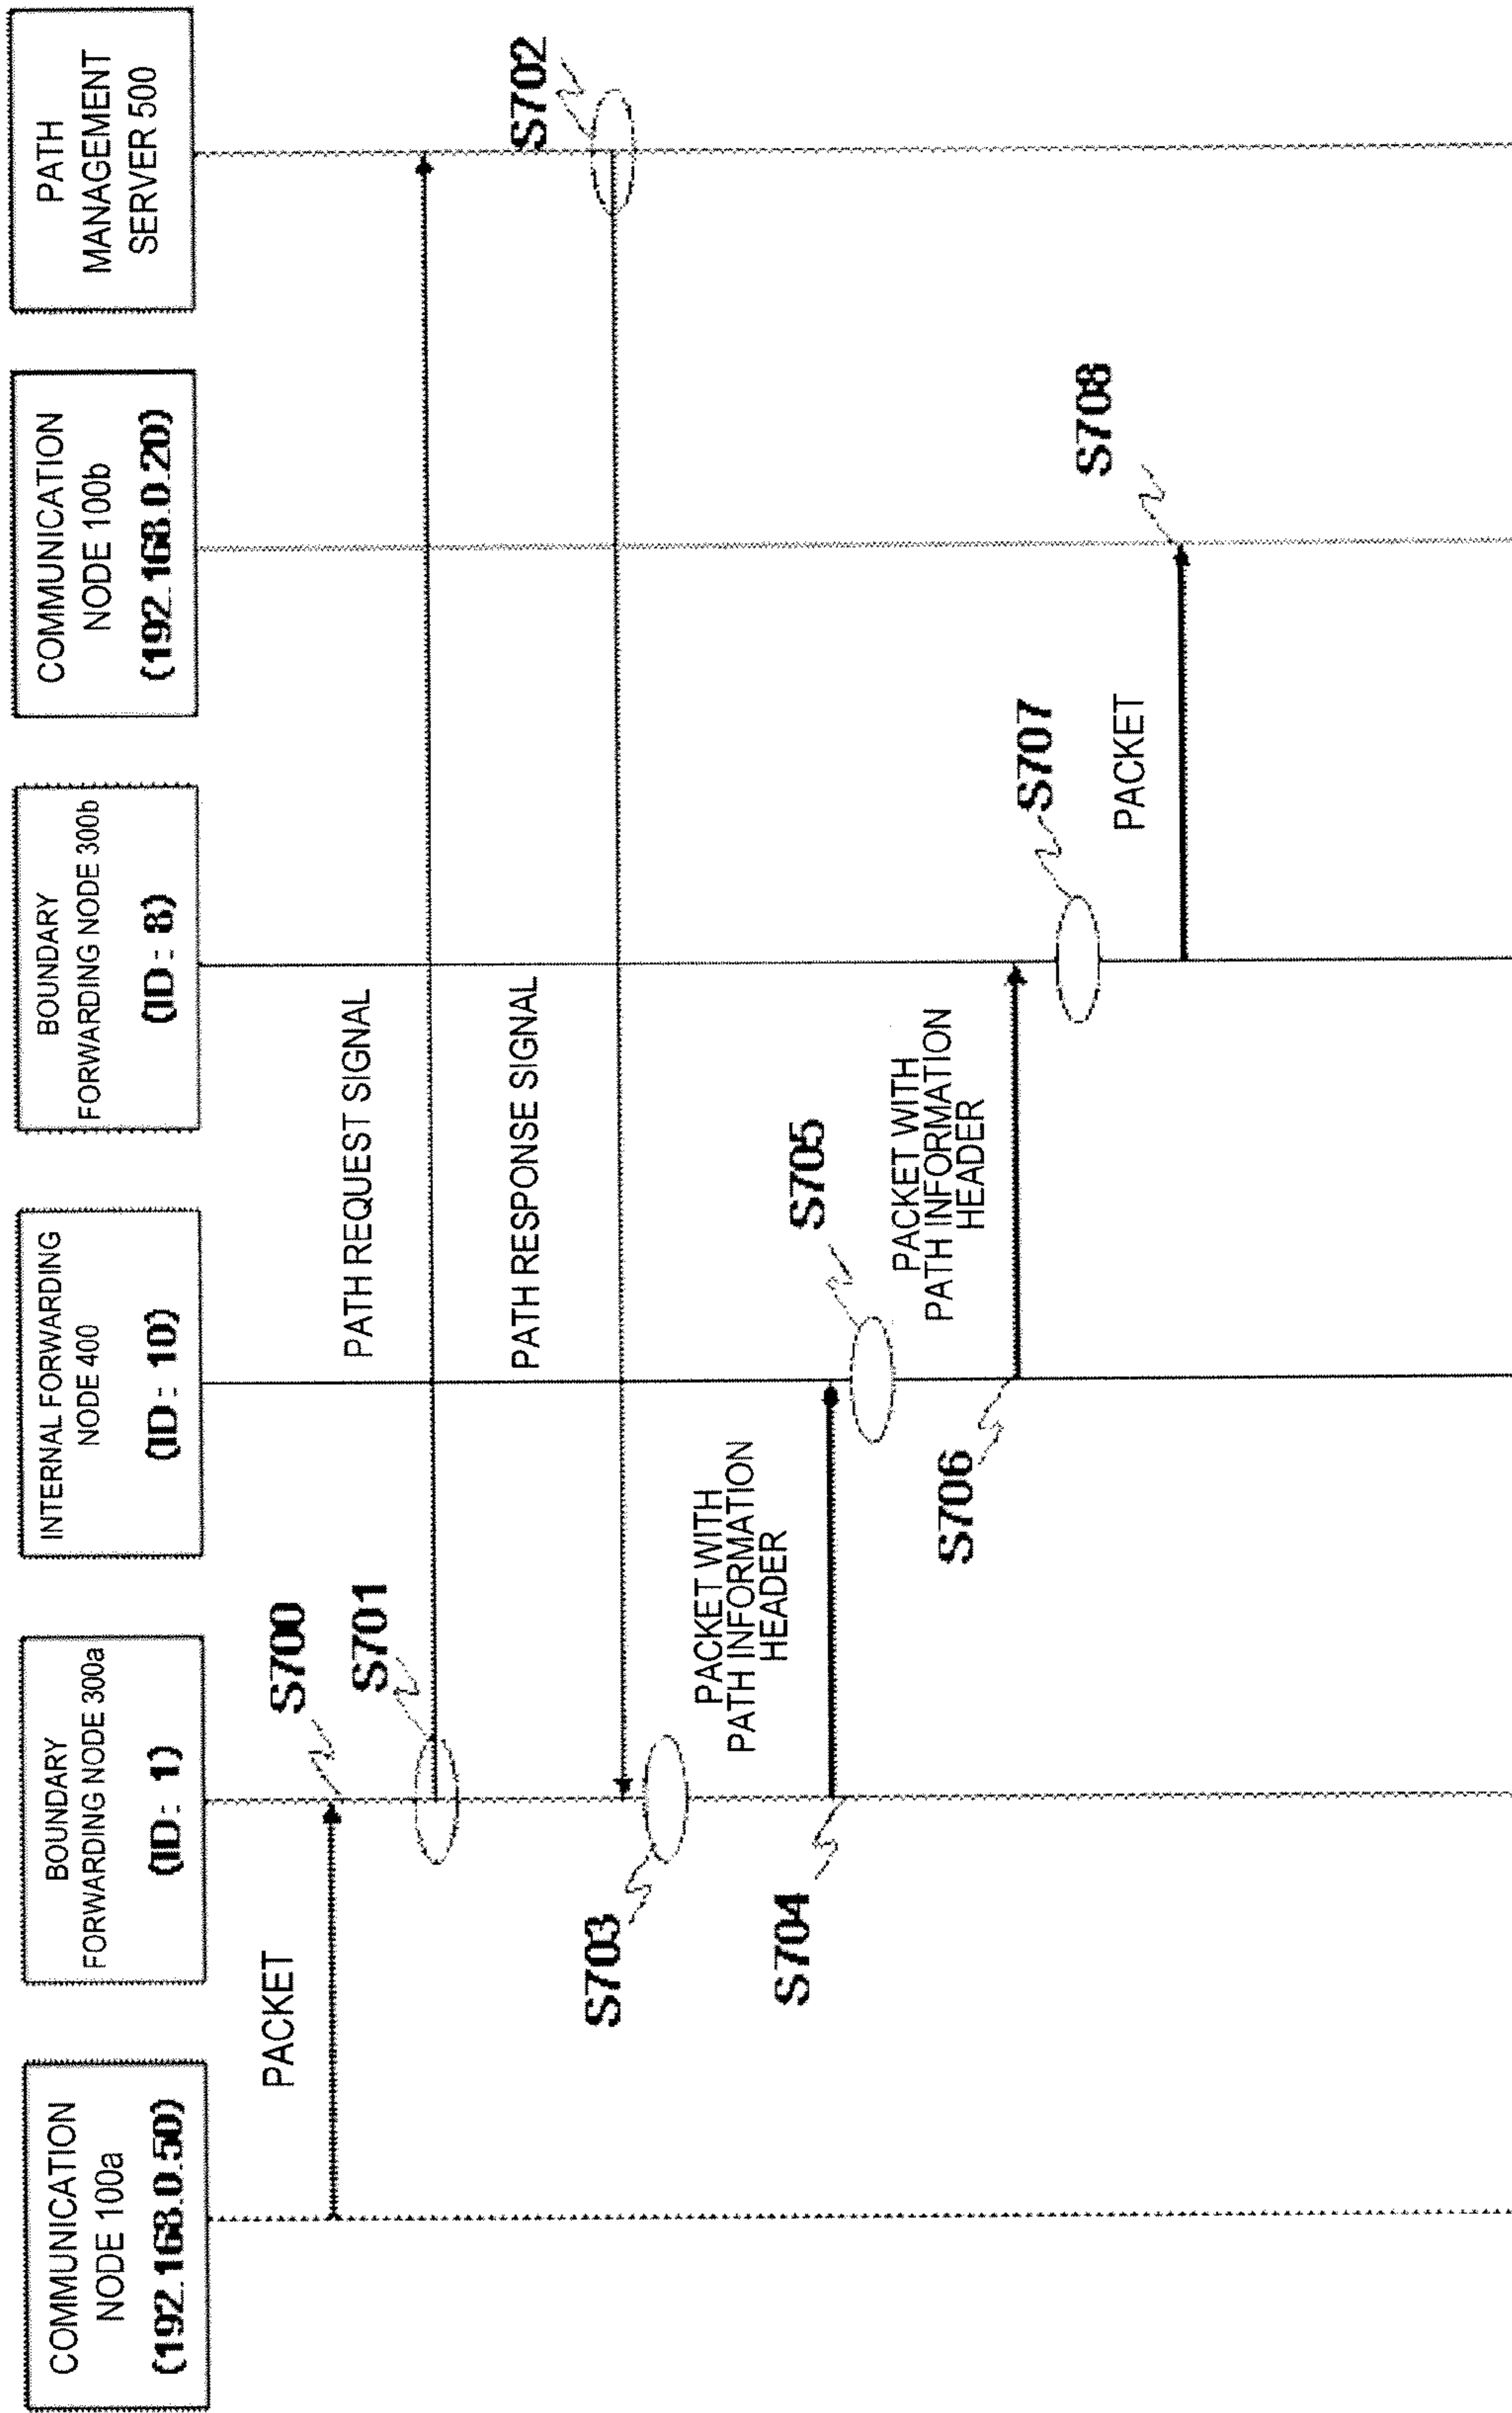 COMMUNICATION
NODE 100a
(192.168.0.50)
BOUNDARY
FORWARDING NODE 300a
(ID: 1)
INTERNAL FORWARDING
NODE 400
(ID: 10)
BOUNDARY
FORWARDING NODE 300b
(ID: 8)
COMMUNICATION
NODE 100b
(192.168.0.20)
PATH
MANAGEMENT
SERVER 500
PACKET
S700
S701
PATH REQUEST SIGNAL
PATH RESPONSE SIGNAL
S702
S703
PACKET WITH
PATH INFORMATION
HEADER
S704
S705
PACKET WITH
PATH INFORMATION
HEADER
S706
S707
PACKET
S708